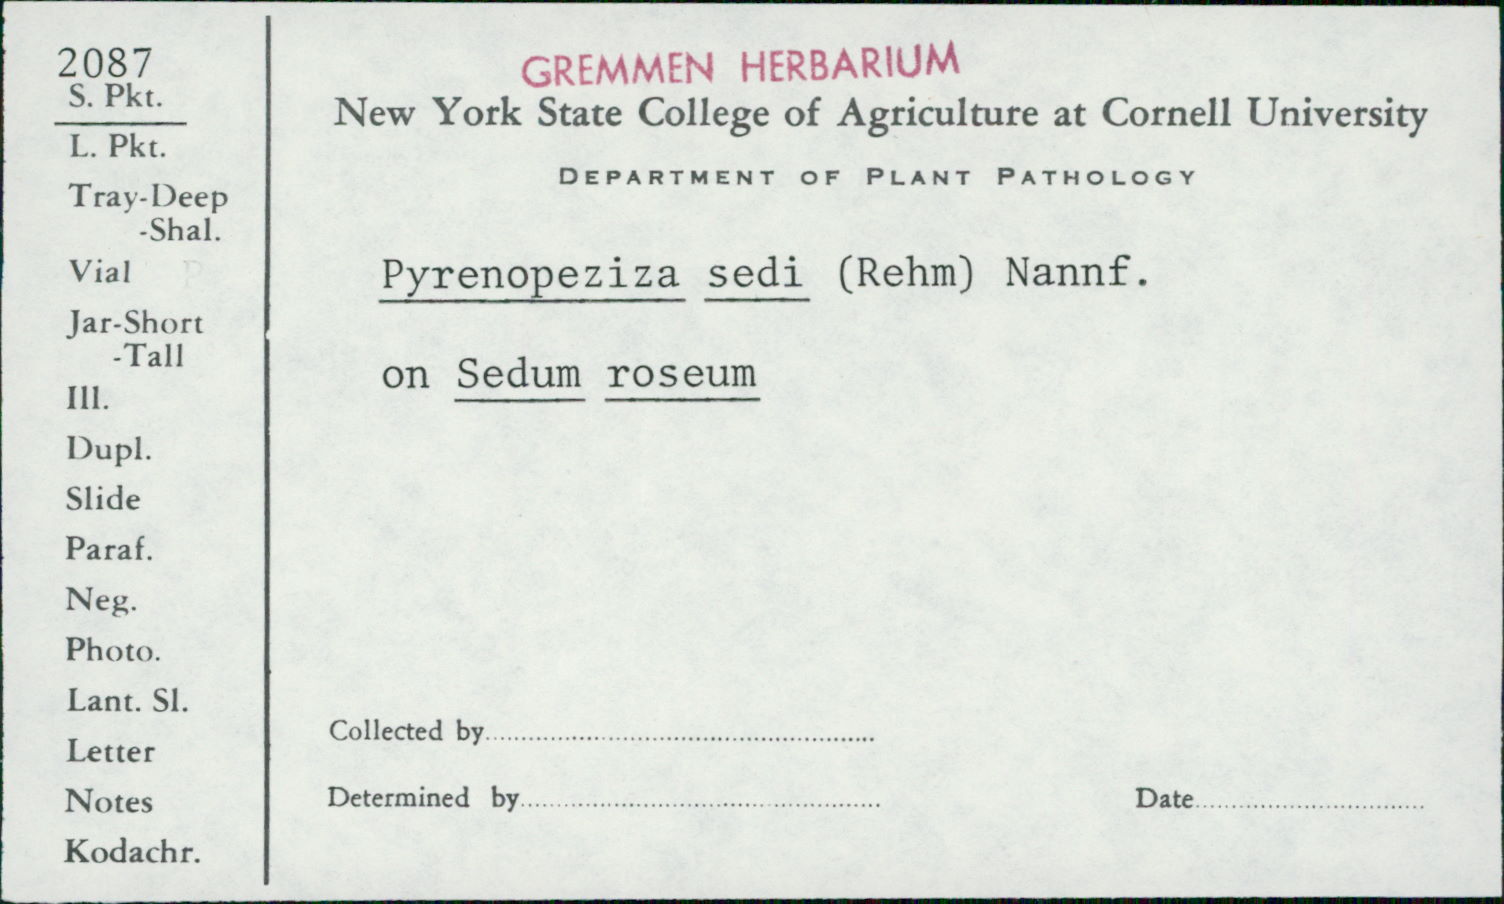 2087
S. Pkt.
L. Pkt.
Tray-Deep
-Shal.
Vial
Jar-Short
-Tall
Ill.
Dupl.
Slide
Paraf.
Neg.
Photo.
Lant. Sl.
Letter
Notes
Kodachr.
GREMMEN HERBARIUM
New York State College of Agriculture at Cornell University
DEPARTMENT OF PLANT PATHOLOGY
Pyrenopeziza sedi (Rehm) Nannf.
on Sedum roseum
Collected by
Determined by
Date